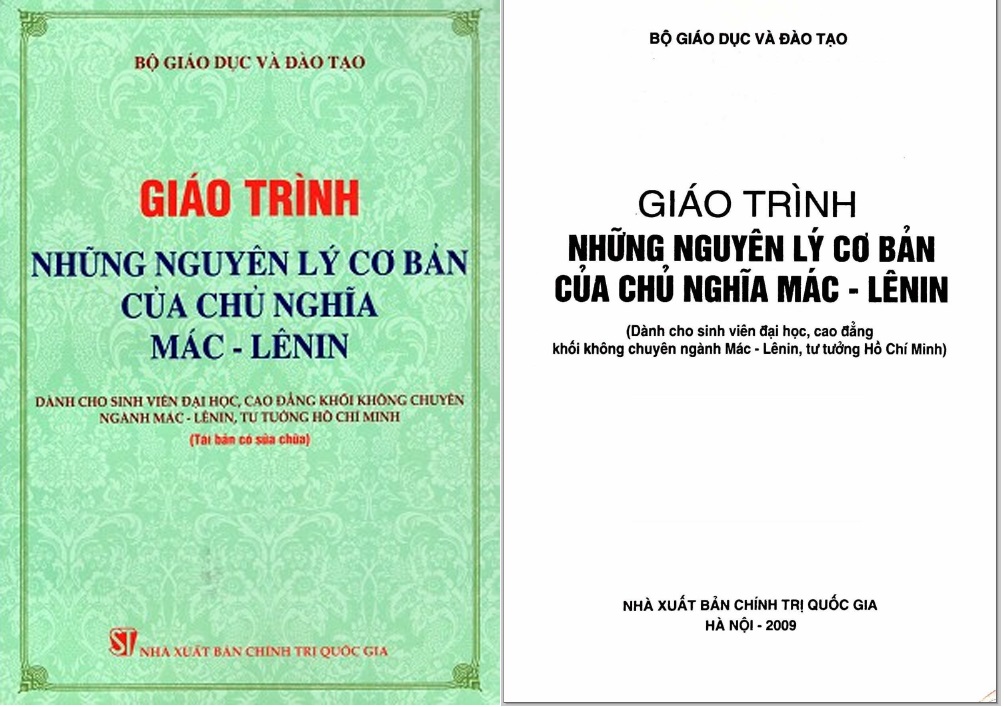 BỘ GIÁO DỤC VÀ ĐÀO TẠO
GIÁO TRÌNH
NHỮNG NGUYÊN LÝ CƠ BẢN
CỦA CHỦ NGHĨA
MÁC - LÊNIN
DÀNH CHO SINH VIÊN ĐẠI HỌC, CAO ĐẲNG KHỐI KHÔNG CHUYÊN
NGÀNH MÁC - LÊNIN, TƯ TƯỞNG HỒ CHÍ MINH
(Tái bản có sửa chữa)
ST NHÀ XUẤT BẢN CHÍNH TRỊ QUỐC GIA
BỘ GIÁO DỤC VÀ ĐÀO TẠO
GIÁO TRÌNH
NHỮNG NGUYÊN LÝ CƠ BẢN
CỦA CHỦ NGHĨA MÁC - LÊNIN
(Dành cho sinh viên đại học, cao đẳng
khối không chuyên ngành Mác - Lênin, tư tưởng Hồ Chí Minh)
NHÀ XUẤT BẢN CHÍNH TRỊ QUỐC GIA
HÀ NỘI - 2009